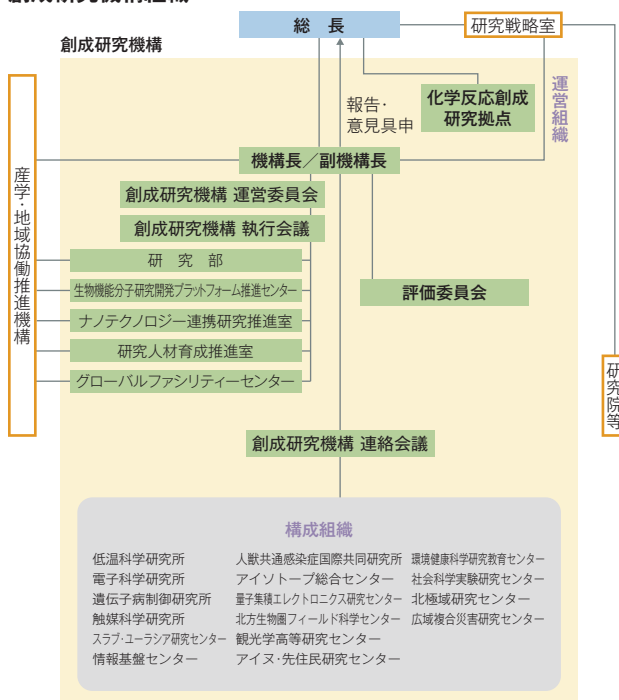 総　長
研究戦略室
創成研究機構
報告・
意見具申
化学反応創成
研究拠点
運営組織
機構長／副機構長
産学・地域協働推進機構
創成研究機構 運営委員会
創成研究機構 執行会議
研　究　部
生物機能分子研究開発プラットフォーム推進センター
評価委員会
ナノテクノロジー連携研究推進室
研究人材育成推進室
グローバルファシリティーセンター
研究院等
創成研究機構 連絡会議
構成組織
低温科学研究所
電子科学研究所
遺伝子病制御研究所
触媒科学研究所
スラブ・ユーラシア研究センター
情報基盤センター
人獣共通感染症国際共同研究所
アイソトープ総合センター
量子集積エレクトロニクス研究センター
北方生物圏フィールド科学センター
観光学高等研究センター
アイヌ・先住民研究センター
環境健康科学研究教育センター
社会科学実験研究センター
北極域研究センター
広域複合災害研究センター